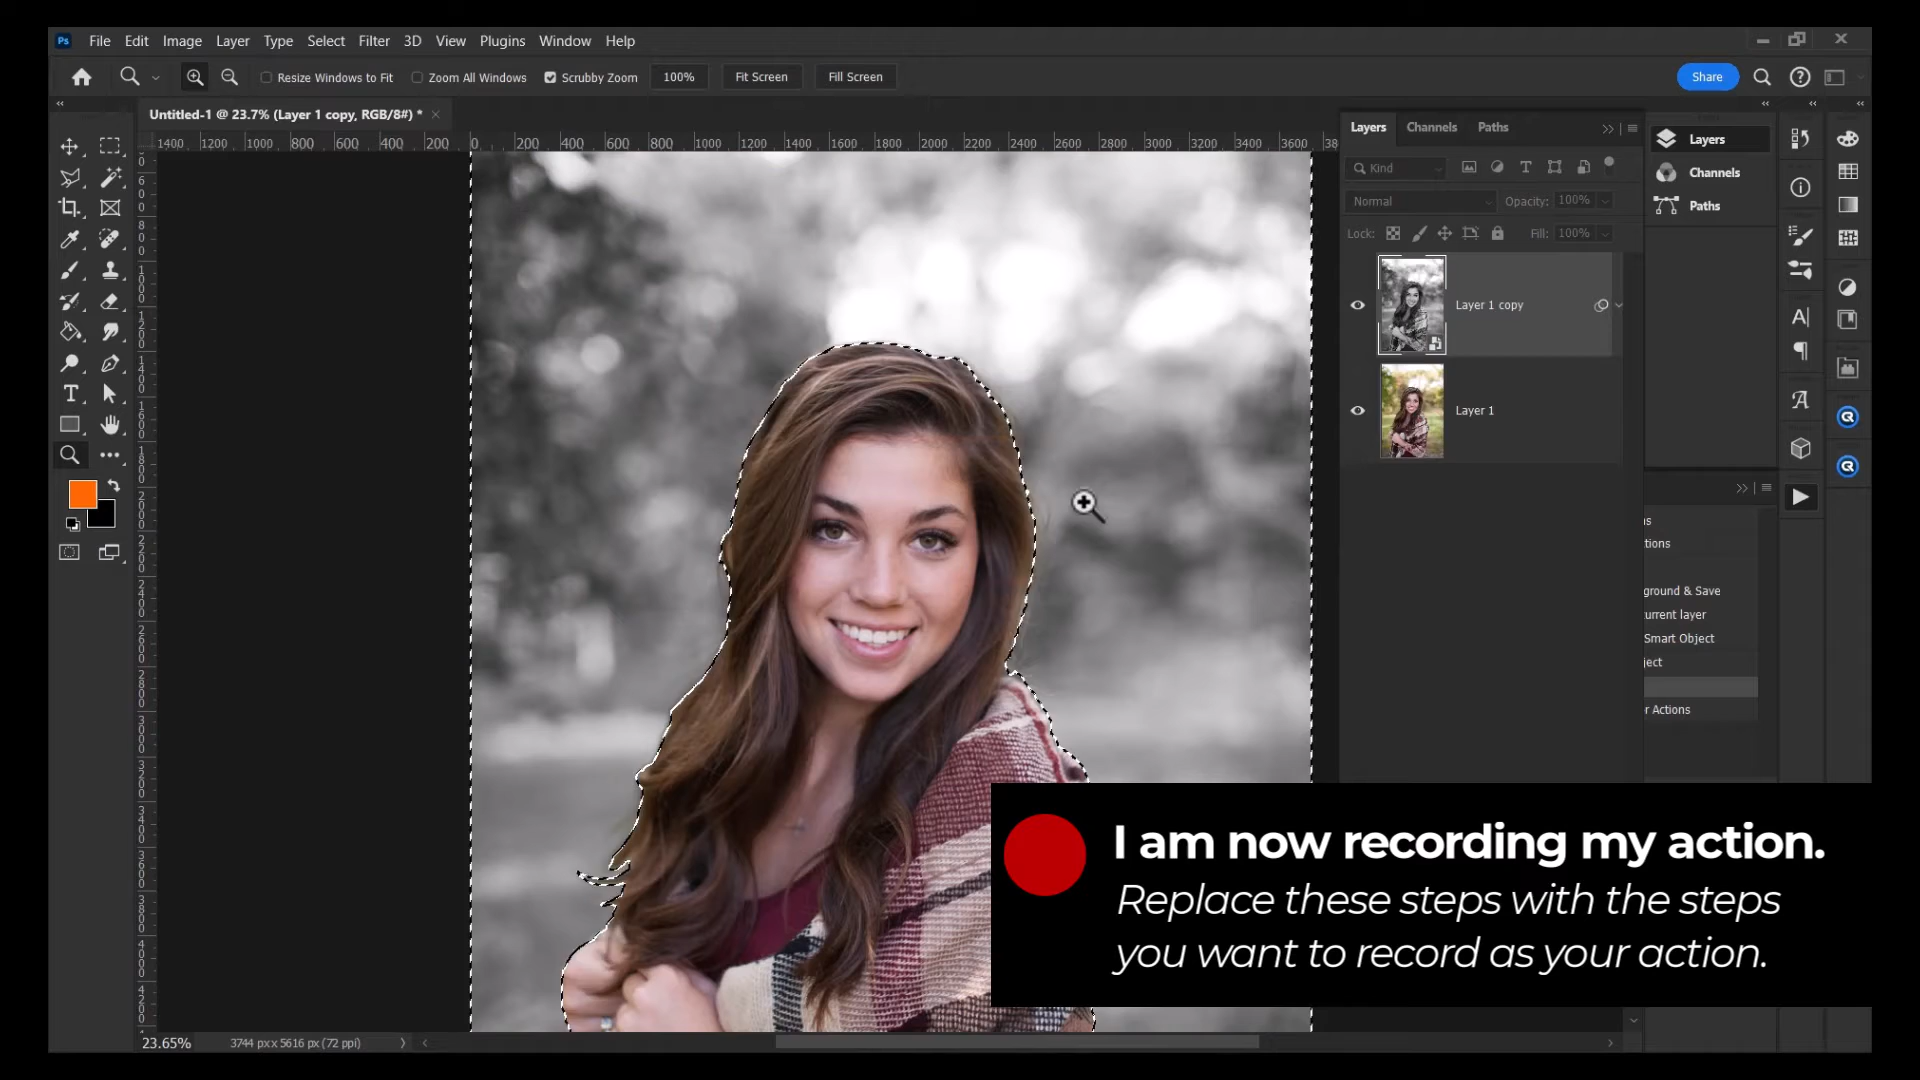 Ps File Edit Image Layer Type Select Filter 3D View Plugins Window Help
Resize Windows to Fit Zoom All Windows Scrubby Zoom 100% Fit Screen Fill Screen Share
Untitled-1 @ 23.7% (Layer 1 copy, RGB/8#) *
1400 1200 1000 800 600 400 200 0 200 400 600 800 1000 1200 1400 1600 1800 2000 2200 2400 2600 2800 3000 3200 3400 3600 38
Layers Channels Paths
Kind
Normal Opacity: 100%
Lock: Fill: 100%
Layer 1 copy
Layer 1
Layers
Channels
Paths
ns
tions
ground & Save
urrent layer
Smart Object
ject
r Actions
I am now recording my action.
Replace these steps with the steps
you want to record as your action.
23.65% 3744 px x 5616 px (72 ppi)